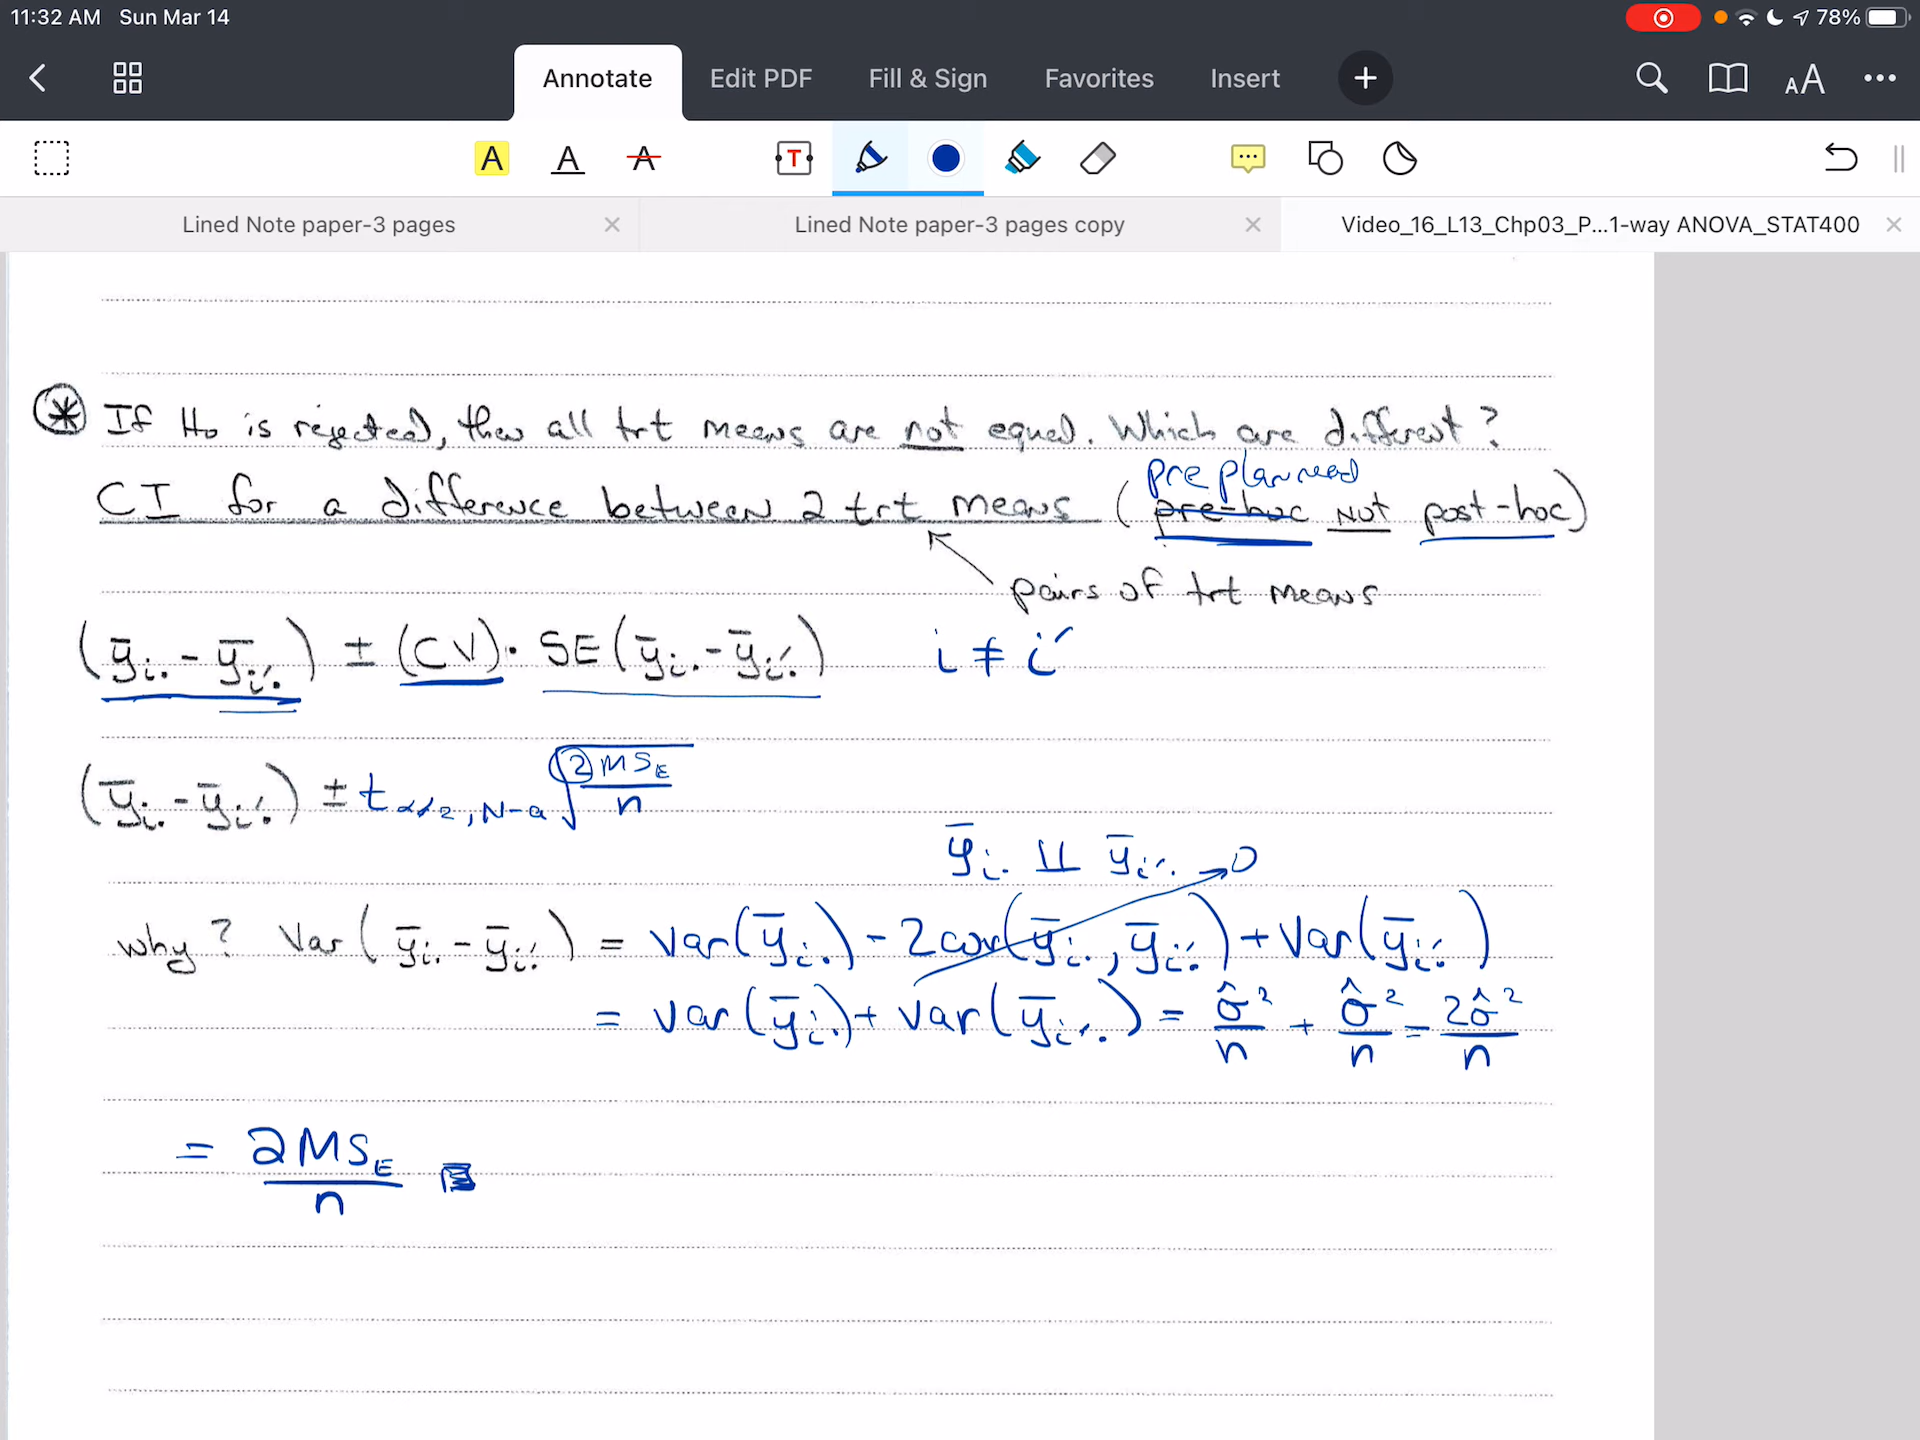 11:32 AM Sun Mar 14 78%
Annotate Edit PDF Fill & Sign Favorites Insert + AA
A A A T
Lined Note paper-3 pages Lined Note paper-3 pages copy Video_16_L13_Chp03_P...1-way ANOVA_STAT400
⊛ If H₀ is rejected, then all trt means are not equal. Which are different?
pre planned
CI for a difference between 2 trt means (pre-hoc NOT post-hoc)
pairs of trt means
(ȳᵢ. - ȳᵢ′.) ± (CV)· SE(ȳᵢ. - ȳᵢ′.) i ≠ i′
(ȳᵢ. - ȳᵢ′.) ± t α/2, N-a √(2MS_E / n)
ȳᵢ. ⫫ ȳᵢ′. → 0
why? Var(ȳᵢ. - ȳᵢ′.) = var(ȳᵢ.) - 2cov(ȳᵢ., ȳᵢ′.) + Var(ȳᵢ′.)
= var(ȳᵢ.) + var(ȳᵢ′.) = σ̂²/n + σ̂²/n = 2σ̂²/n
= 2MS_E / n